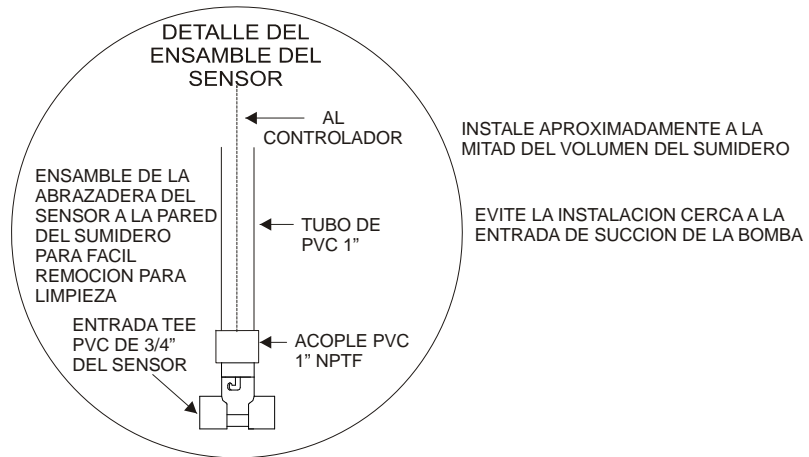 DETALLE DEL
ENSAMBLE DEL
SENSOR
AL
CONTROLADOR
INSTALE APROXIMADAMENTE A LA
MITAD DEL VOLUMEN DEL SUMIDERO
ENSAMBLE DE LA
ABRAZADERA DEL
SENSOR A LA PARED
DEL SUMIDERO
PARA FACIL
REMOCION PARA
LIMPIEZA
TUBO DE
PVC 1”
EVITE LA INSTALACION CERCA A LA
ENTRADA DE SUCCION DE LA BOMBA
ENTRADA TEE
PVC DE 3/4”
DEL SENSOR
ACOPLE PVC
1” NPTF